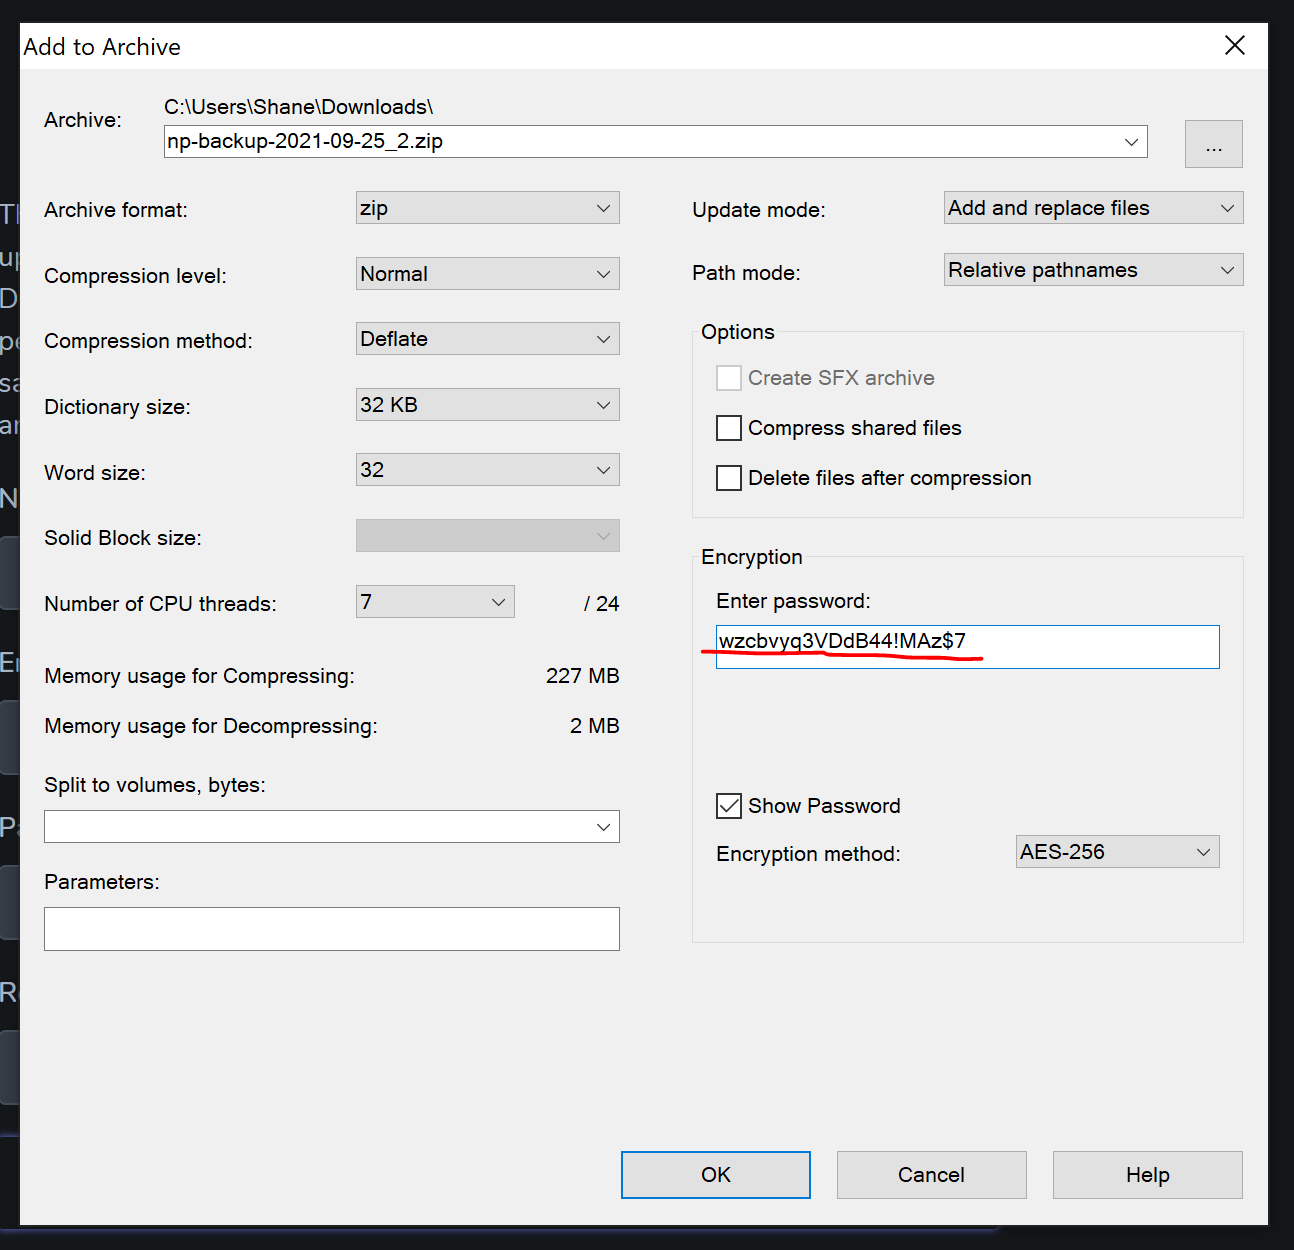 Add to Archive
Archive:
C:\Users\Shane\Downloads\
np-backup-2021-09-25_2.zip
...
Archive format:
zip
Compression level:
Normal
Compression method:
Deflate
Dictionary size:
32 KB
Word size:
32
Solid Block size:
Number of CPU threads:
7
/ 24
Memory usage for Compressing:
227 MB
Memory usage for Decompressing:
2 MB
Split to volumes, bytes:
Parameters:
Update mode:
Add and replace files
Path mode:
Relative pathnames
Options
Create SFX archive
Compress shared files
Delete files after compression
Encryption
Enter password:
wzcbvyq3VDdB44!MAz$7
Show Password
Encryption method:
AES-256
OK
Cancel
Help